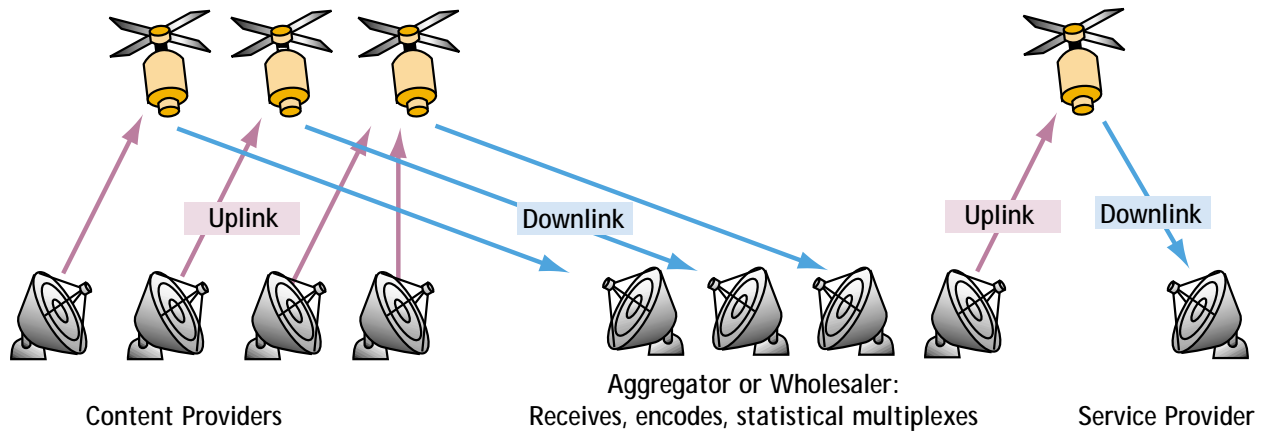 Uplink
Downlink
Uplink
Downlink
Content Providers
Aggregator or Wholesaler:
Receives, encodes, statistical multiplexes
Service Provider